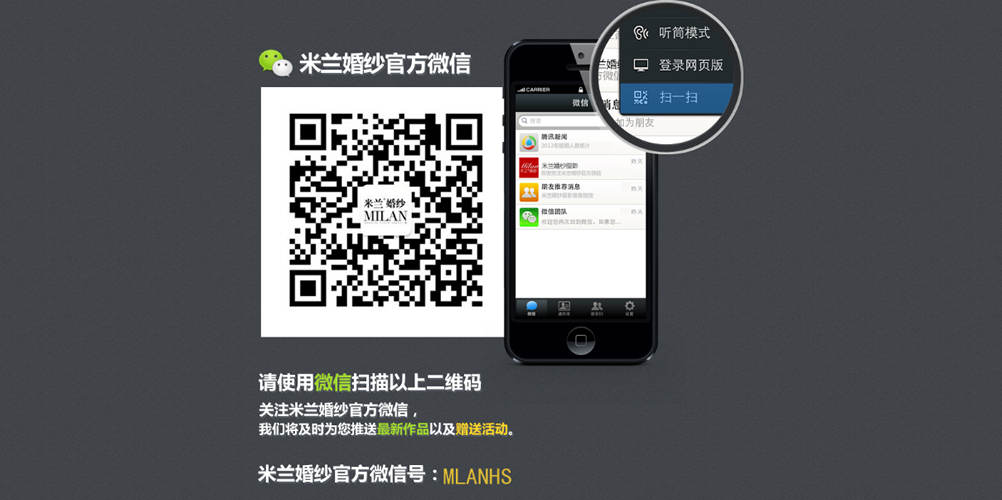 米兰婚纱官方微信
米兰婚纱
MILAN
听筒模式
登录网页版
扫一扫
加为朋友
CARRIER
微信
消息
搜索
腾讯新闻
米兰婚纱摄影
昨天
朋友推荐消息
昨天
微信团队
昨天
微信
通讯录
朋友们
设置
请使用微信扫描以上二维码
关注米兰婚纱官方微信，
我们将及时为您推送最新作品以及赠送活动。
米兰婚纱官方微信号：MLANHS